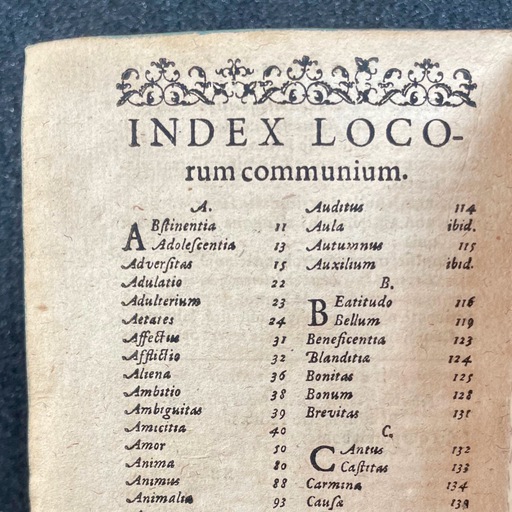 INDEX LOCO-
rum communium.
A.
ABſtinentia 11
Adoleſcentia 13
Adverſitas 15
Adulatio 22
Adulterium 23
Aetates 24
Affectus 31
Afflictio 32
Aliena 36
Ambitio 38
Ambiguitas 39
Amicitia 40
Amor 50
Anima 80
Animus 88
Animalia 93
Auditus 114
Aula ibid.
Autumnus 115
Auxilium ibid.
B.
BEatitudo 116
Bellum 119
Beneficentia 123
Blanditia 124
Bonitas 125
Bonum 128
Brevitas 131
C.
CAntus 132
Caſtitas 133
Carmina 134
Cauſa